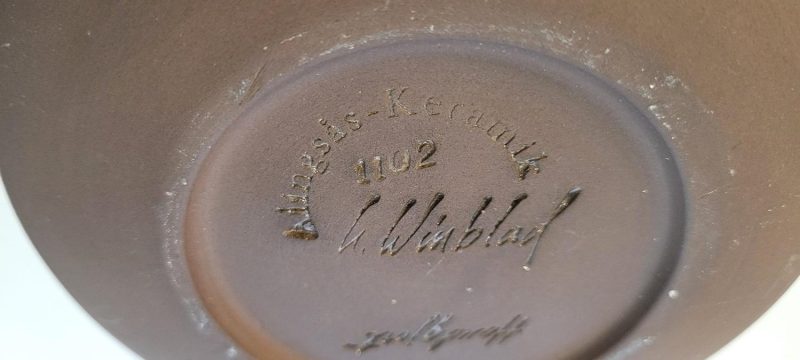 Alingsås-Keramik
1102
U. Winblad